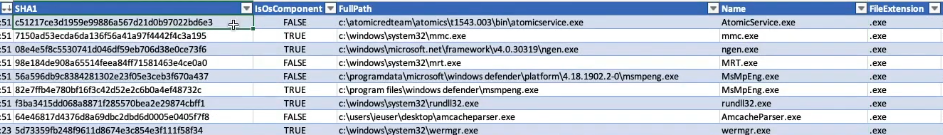 SHA1 IsOsComponent FullPath Name FileExtension
:51 c51217ce3d1959e99886a567d21d0b97022bd6e3 FALSE c:\atomicredteam\atomics\t1543.003\bin\atomicservice.exe AtomicService.exe .exe
:51 7150ad53ecda6da136f56a41a97f4442f4c3a195 TRUE c:\windows\system32\mmc.exe mmc.exe .exe
:51 08e4e5f8c5530741d046df59eb706d38e0ce73f6 TRUE c:\windows\microsoft.net\framework\v4.0.30319\ngen.exe ngen.exe .exe
:51 98e184de908a65514feea84ff71581463e4ce0a0 FALSE c:\windows\system32\mrt.exe MRT.exe .exe
:51 56a596db9c8384281302e23f05e3ceb3f670a437 FALSE c:\programdata\microsoft\windows defender\platform\4.18.1902.2-0\msmpeng.exe MsMpEng.exe .exe
:51 82e7ffb4e780bf16f3c42d52e2c6b0a4ef48732c TRUE c:\program files\windows defender\msmpeng.exe MsMpEng.exe .exe
:51 f3ba3415dd068a8871f285570bea2e29874cbff1 TRUE c:\windows\system32\rundll32.exe rundll32.exe .exe
:51 64e46817d4376d8a69dbc2dbd6d0005e0405f7f8 FALSE c:\users\ieuser\desktop\amcacheparser.exe AmcacheParser.exe .exe
:23 5d73359fb248f9611d8674e3c854e3f111f58f34 TRUE c:\windows\system32\wermgr.exe wermgr.exe .exe